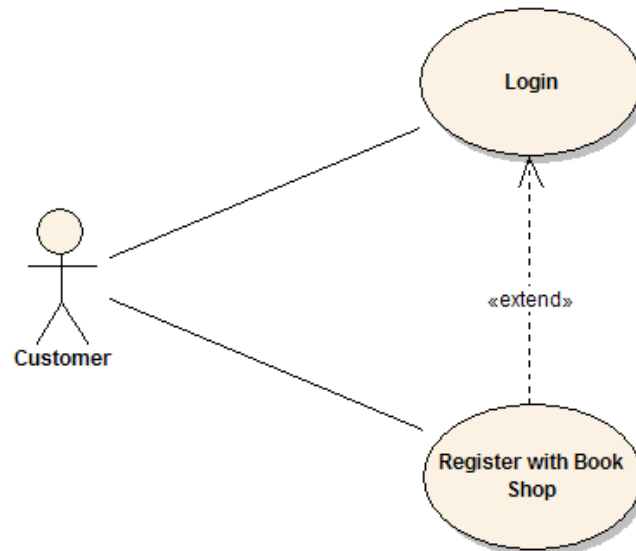 Login
«extend»
Customer
Register with Book
Shop